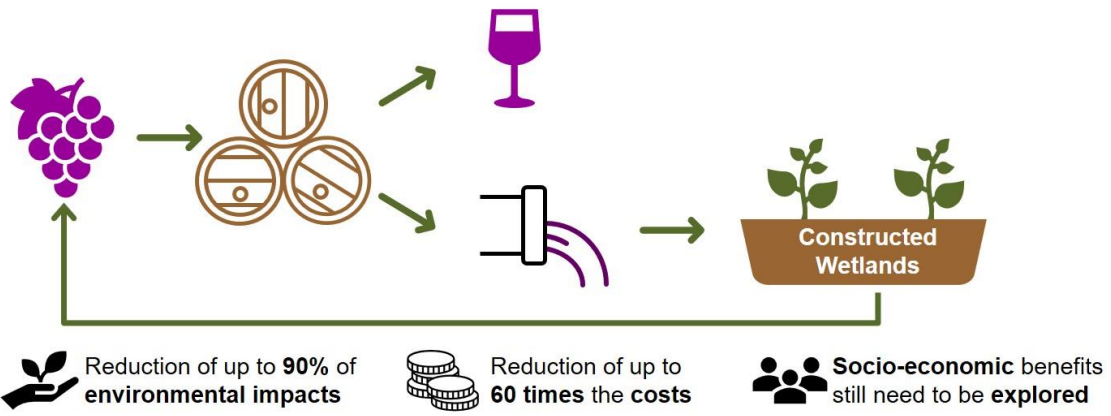 Constructed
Wetlands
Reduction of up to 90% of
environmental impacts
Reduction of up to
60 times the costs
Socio-economic benefits
still need to be explored